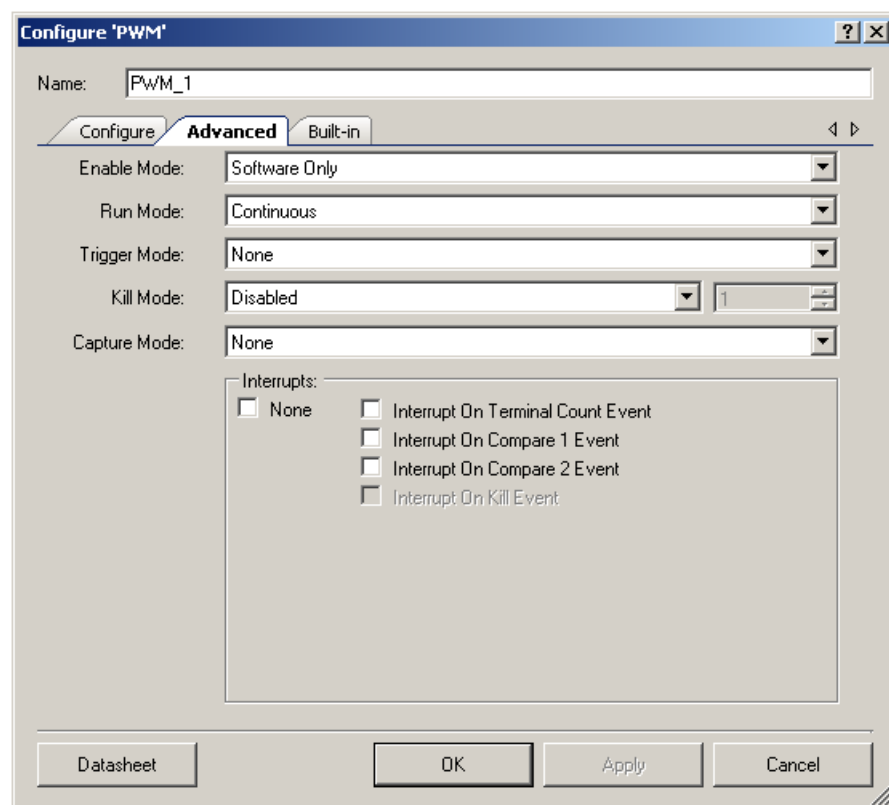 Configure 'PWM'
Name: PWM_1
Configure Advanced Built-in
Enable Mode: Software Only
Run Mode: Continuous
Trigger Mode: None
Kill Mode: Disabled 1
Capture Mode: None
Interrupts:
None Interrupt On Terminal Count Event
Interrupt On Compare 1 Event
Interrupt On Compare 2 Event
Interrupt On Kill Event
Datasheet OK Apply Cancel